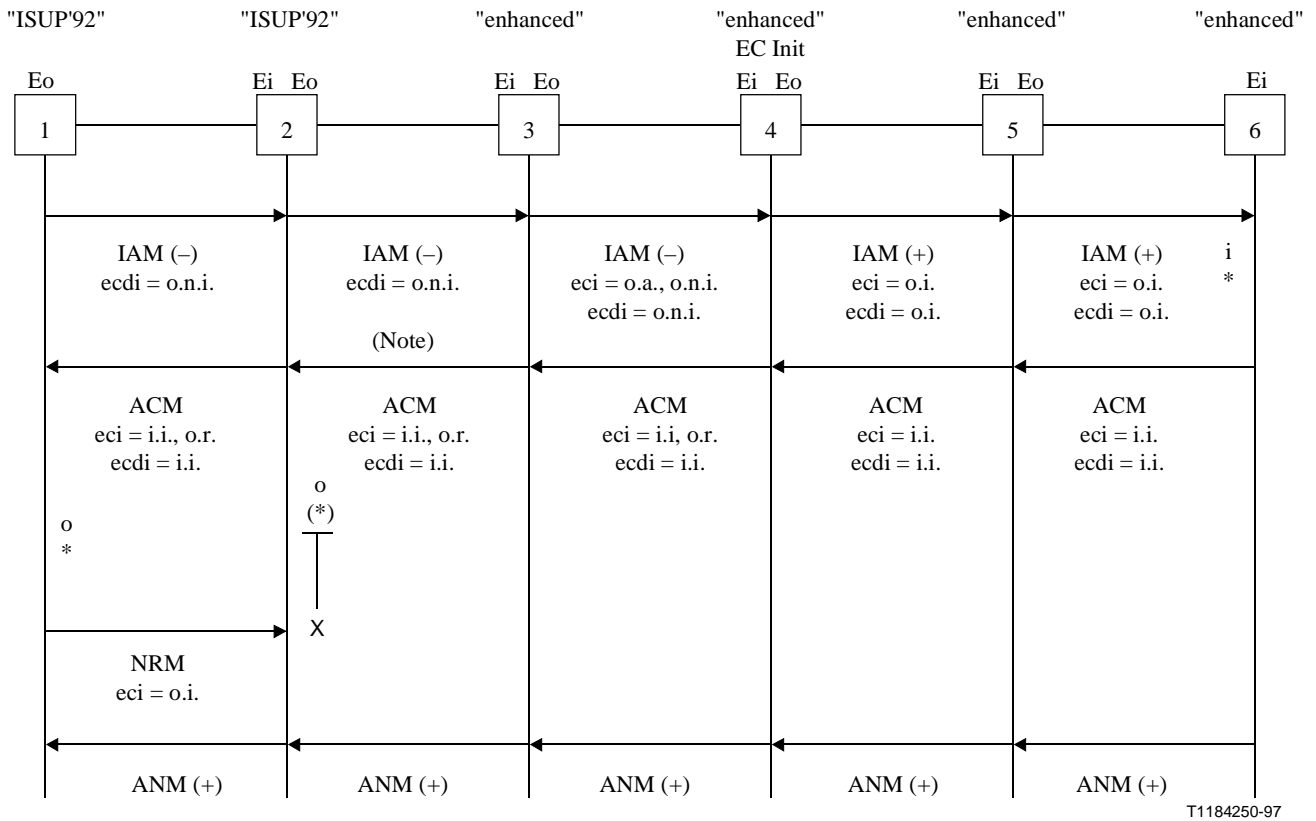 "ISUP'92" "ISUP'92" "enhanced" "enhanced" "enhanced" "enhanced"
EC Init
Eo Ei Eo Ei Eo Ei Eo Ei Eo Ei
1 2 3 4 5 6
IAM (–) IAM (–) IAM (–) IAM (+) IAM (+) i
ecdi = o.n.i. ecdi = o.n.i. eci = o.a., o.n.i. eci = o.i. eci = o.i. *
ecdi = o.n.i. ecdi = o.i. ecdi = o.i.
(Note)
ACM ACM ACM ACM ACM
eci = i.i., o.r. eci = i.i., o.r. eci = i.i, o.r. eci = i.i. eci = i.i.
ecdi = i.i. ecdi = i.i. ecdi = i.i. ecdi = i.i. ecdi = i.i.
o
(*)
o
*
X
NRM
eci = o.i.
ANM (+) ANM (+) ANM (+) ANM (+) ANM (+)
T1184250-97